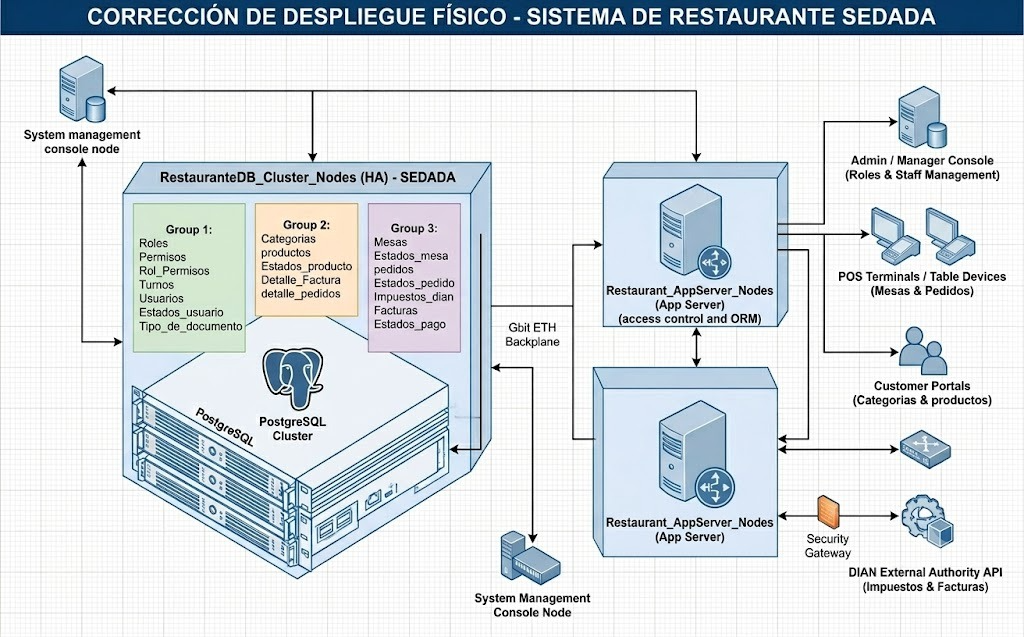 CORRECCIÓN DE DESPLIEGUE FÍSICO - SISTEMA DE RESTAURANTE SEDADA
System management
console node
RestauranteDB_Cluster_Nodes (HA) - SEDADA
Group 1:
Roles
Permisos
Rol_Permisos
Turnos
Usuarios
Estados_usuario
Tipo_de_documento
Group 2:
Categorias
productos
Estados_producto
Detalle_Factura
detalle_pedidos
Group 3:
Mesas
Estados_mesa
pedidos
Estados_pedido
Impuestos_dian
Facturas
Estados_pago
PostgreSQL
PostgreSQL
Cluster
Gbit ETH
Backplane
System Management
Console Node
Restaurant_AppServer_Nodes
(App Server)
(access control and ORM)
Restaurant_AppServer_Nodes
(App Server)
Admin / Manager Console
(Roles & Staff Management)
POS Terminals / Table Devices
(Mesas & Pedidos)
Customer Portals
(Categorias & productos)
Security
Gateway
DIAN External Authority API
(Impuestos & Facturas)